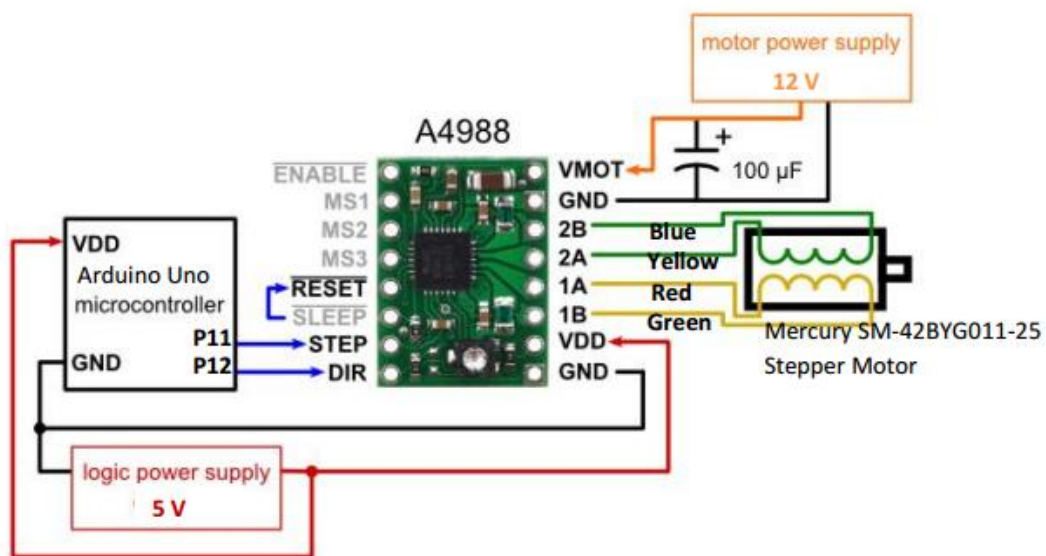 motor power supply
12 V
A4988
+
100 µF
ENABLE
MS1
MS2
MS3
RESET
SLEEP
STEP
DIR
VMOT
GND
2B
2A
1A
1B
VDD
GND
Blue
Yellow
Red
Green
Mercury SM-42BYG011-25
Stepper Motor
VDD
Arduino Uno
microcontroller
P11
GND
P12
logic power supply
5 V